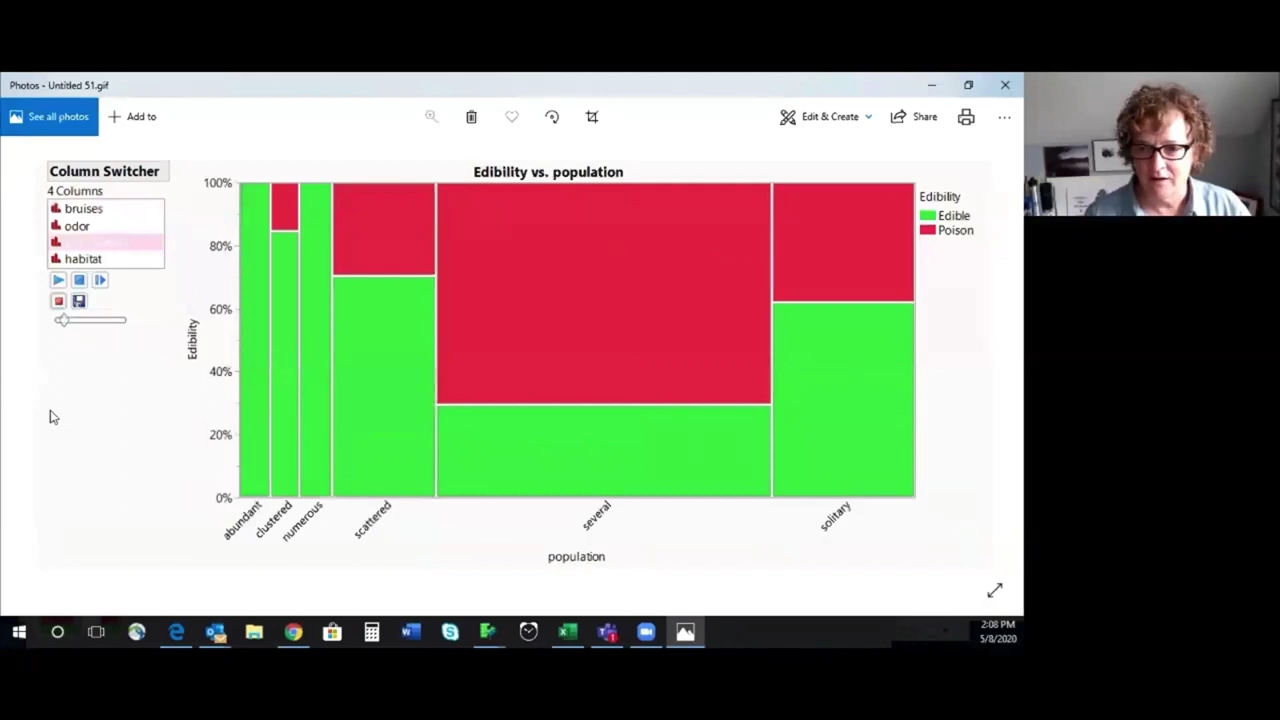 Photos - Untitled 51.gif
See all photos
Add to
Edit & Create
Share
Column Switcher
4 Columns
bruises
odor
habitat
Edibility vs. population
100%
80%
60%
40%
20%
0%
Edibility
abundant
clustered
numerous
scattered
several
solitary
population
Edibility
Edible
Poison
2:08 PM
5/8/2020